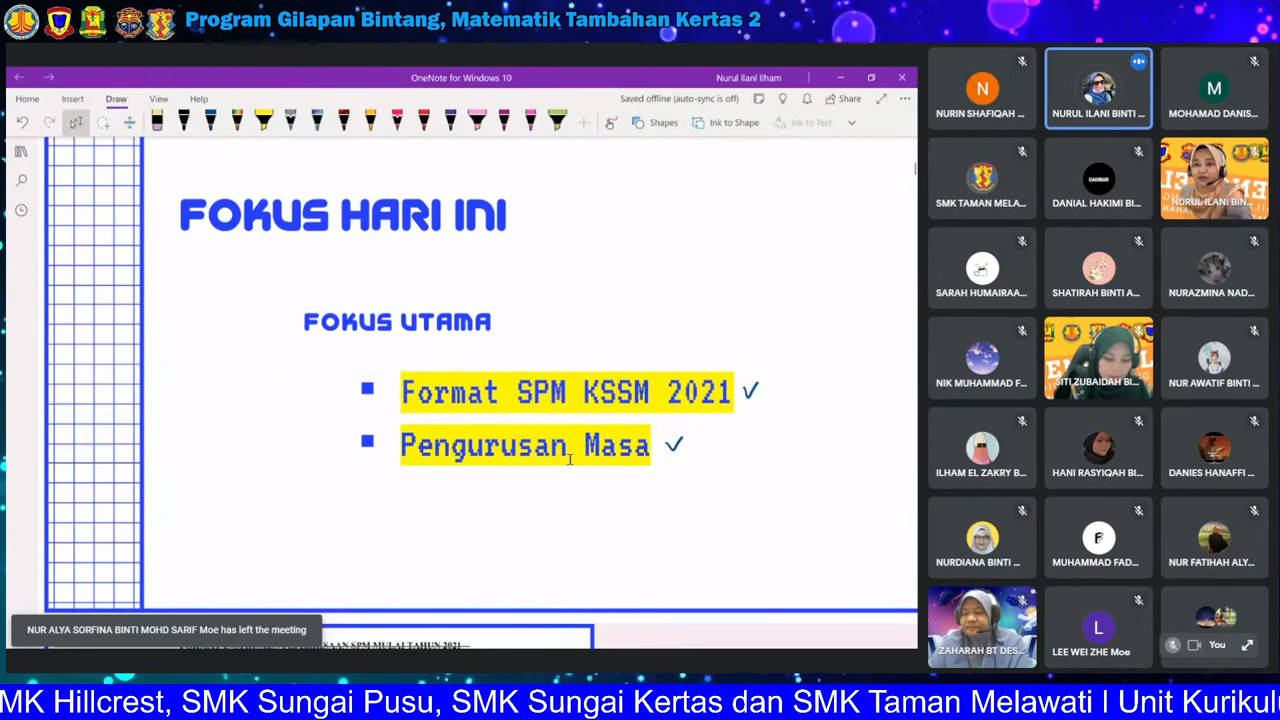 Program Gilapan Bintang, Matematik Tambahan Kertas 2
OneNote for Windows 10
Nurul Ilani Ilham
Home
Insert
Draw
View
Help
Saved offline (auto-sync is off)
Share
Shapes
Ink to Shape
Ink to Text
FOKUS HARI INI
FOKUS UTAMA
Format SPM KSSM 2021
Pengurusan Masa
NUR ALYA SORFINA BINTI MOHD SARIF Moe has left the meeting
NURIN SHAFIQAH ...
NURUL ILANI BINTI ...
MOHAMAD DANIS...
SMK TAMAN MELA...
GAMBAR
DANIAL HAKIMI BI...
NURUL ILANI BIN...
SARAH HUMAIRAA...
SHATIRAH BINTI A...
NURAZMINA NAD...
NIK MUHAMMAD F...
SITI ZUBAIDAH BI...
NUR AWATIF BINTI ...
ILHAM EL ZAKRY B...
HANI RASYIQAH BI...
DANIES HANAFFI ...
NURDIANA BINTI ...
MUHAMMAD FAD...
NUR FATIHAH ALY...
ZAHARAH BT DES...
LEE WEI ZHE Moe
You
N
M
L
MK Hillcrest, SMK Sungai Pusu, SMK Sungai Kertas dan SMK Taman Melawati l Unit Kurikul